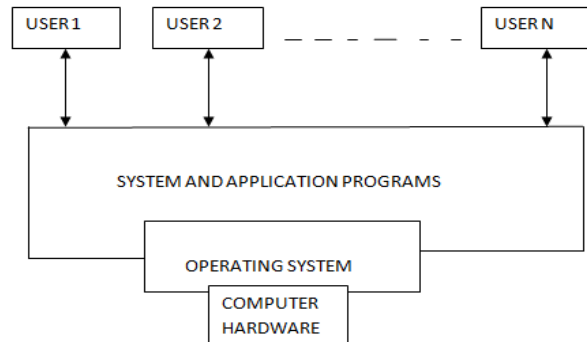 USER 1
USER 2
USER N
SYSTEM AND APPLICATION PROGRAMS
OPERATING SYSTEM
COMPUTER
HARDWARE